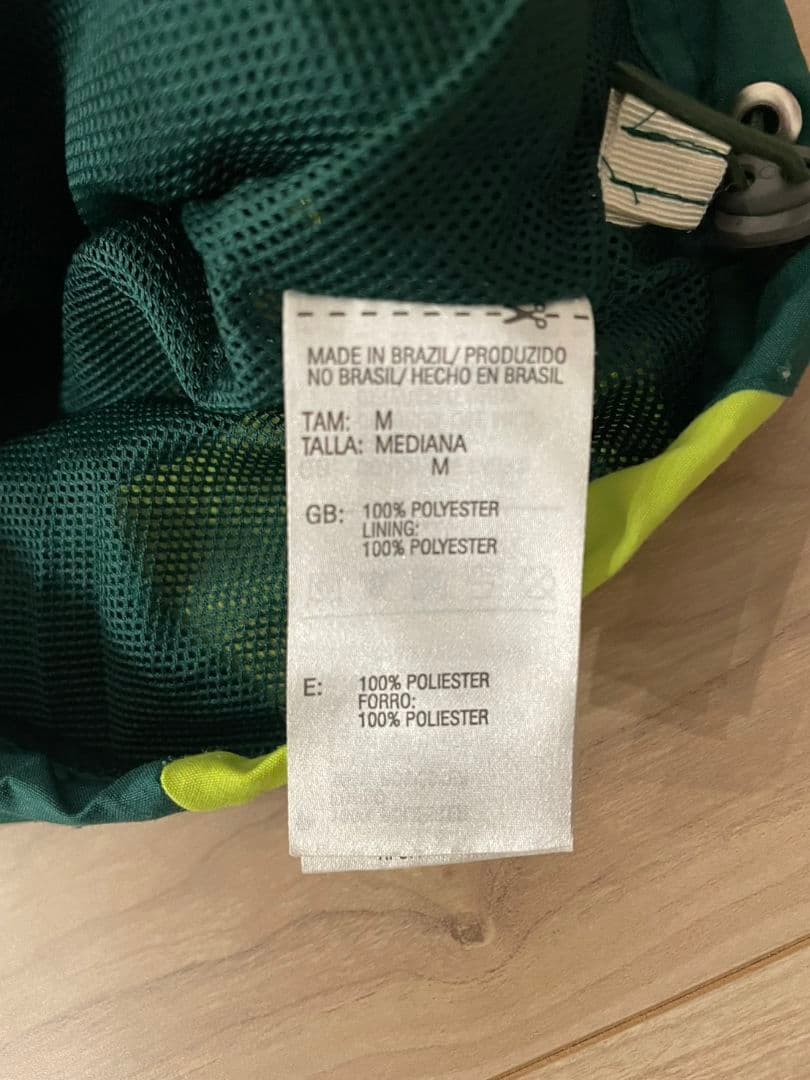 MADE IN BRAZIL/ PRODUZIDO
NO BRASIL/ HECHO EN BRASIL
TAM: M
TALLA: MEDIANA
M
GB: 100% POLYESTER
LINING:
100% POLYESTER
E: 100% POLIESTER
FORRO:
100% POLIESTER